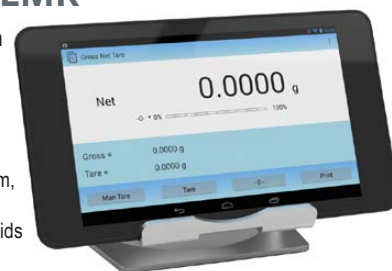 Gross Net Tare
Net 0.0000 g
-0- * 0% 100%
Gross = 0.0000 g
Tare = 0.0000 g
m,
ids
Man Tare Tare -0- Print